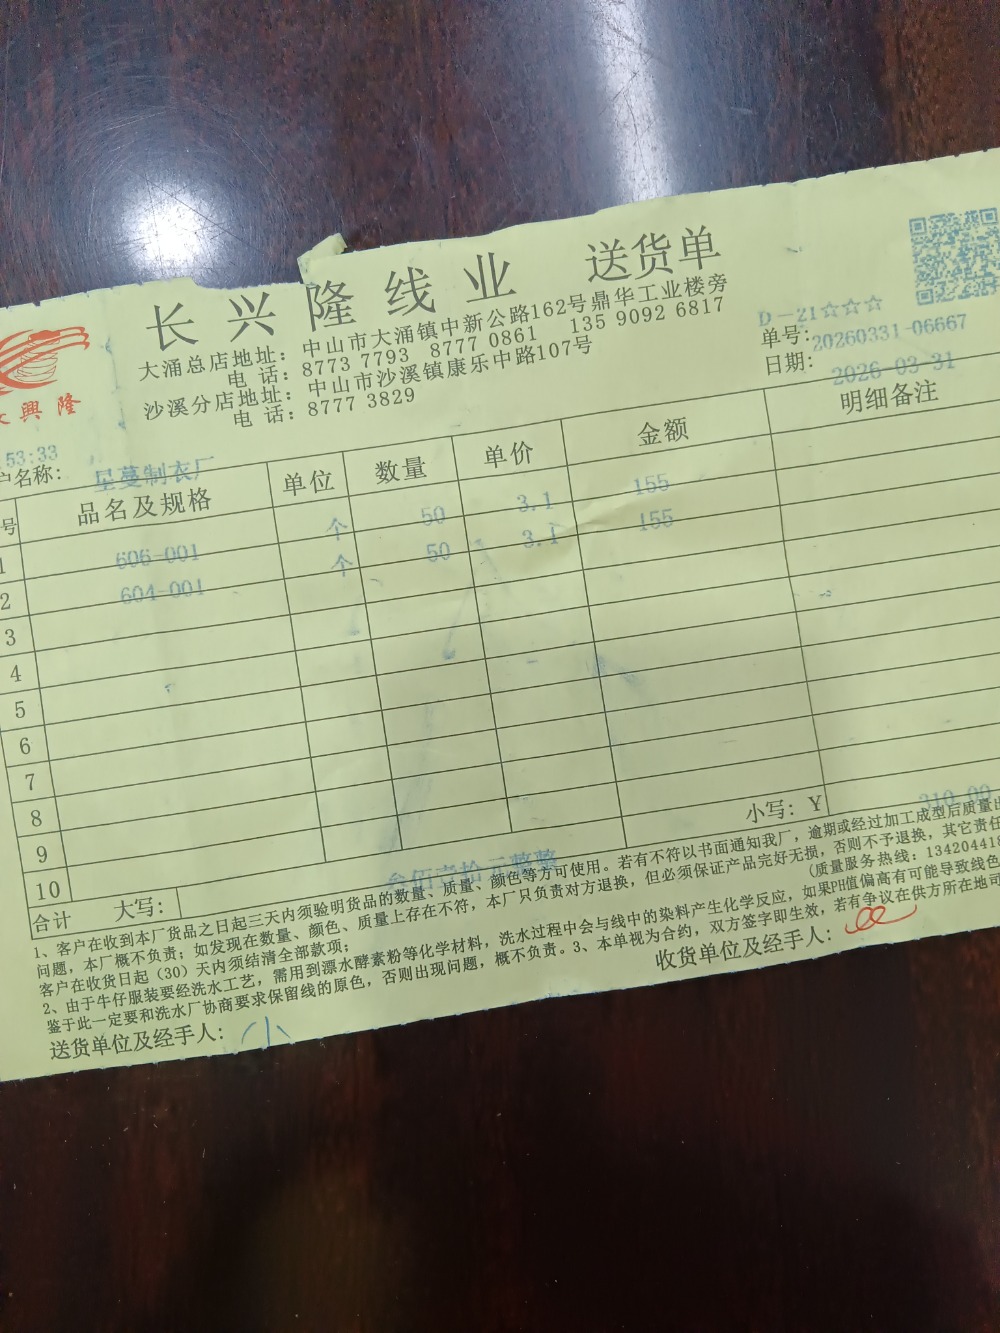 长兴隆线业 送货单
大涌总店地址：中山市大涌镇中新公路162号鼎华工业楼旁
电 话：8773 7793 8777 0861 135 9092 6817
沙溪分店地址：中山市沙溪镇康乐中路107号
电 话：8777 3829
興 隆
D－21☆☆☆
单号：20260331-06667
日期：2026-03-31
53:33
户名称：星蔓制衣厂
号 品名及规格 单位 数量 单价 金额 明细备注
1 606-001 个 50 3.1 155
2 604-001 个 50 3.1 155
3
4
5
6
7
8
9
10
小写：￥ 310.00
合计 大写： 叁佰壹拾元整整
1、客户在收到本厂货品之日起三天内须验明货品的数量、质量、颜色等方可使用。若有不符以书面通知我厂，逾期或经过加工成型后质量出
问题，本厂概不负责；如发现在数量、颜色、质量上存在不符，本厂只负责对方退换，但必须保证产品完好无损，否则不予退换，其它责任
客户在收货日起（30）天内须结清全部款项； (质量服务热线：134204418
2、由于牛仔服装要经洗水工艺，需用到漂水酵素粉等化学材料，洗水过程中会与线中的染料产生化学反应，如果PH值偏高有可能导致线色
鉴于此一定要和洗水厂协商要求保留线的原色，否则出现问题，概不负责。3、本单视为合约，双方签字即生效，若有争议在供方所在地司
送货单位及经手人：小 收货单位及经手人：